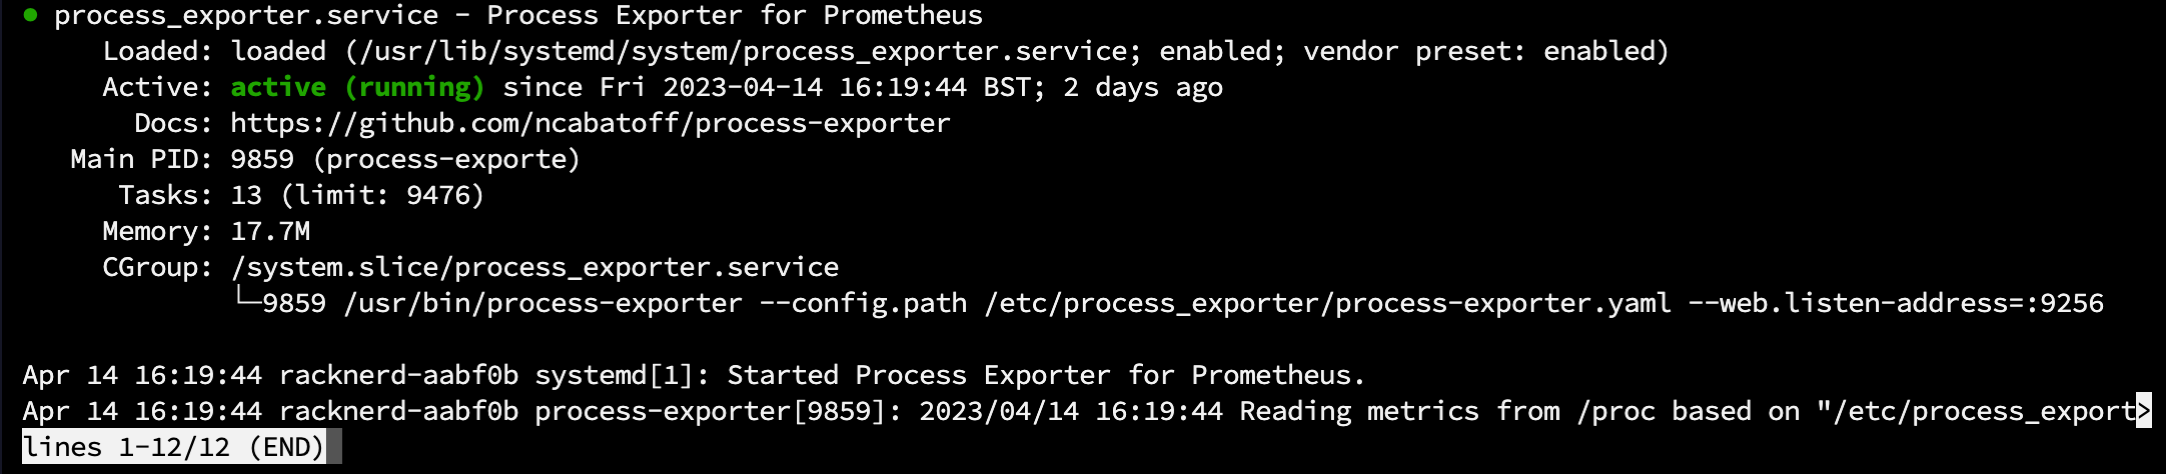 ● process_exporter.service - Process Exporter for Prometheus
     Loaded: loaded (/usr/lib/systemd/system/process_exporter.service; enabled; vendor preset: enabled)
     Active: active (running) since Fri 2023-04-14 16:19:44 BST; 2 days ago
       Docs: https://github.com/ncabatoff/process-exporter
   Main PID: 9859 (process-exporte)
      Tasks: 13 (limit: 9476)
     Memory: 17.7M
     CGroup: /system.slice/process_exporter.service
             └─9859 /usr/bin/process-exporter --config.path /etc/process_exporter/process-exporter.yaml --web.listen-address=:9256

Apr 14 16:19:44 racknerd-aabf0b systemd[1]: Started Process Exporter for Prometheus.
Apr 14 16:19:44 racknerd-aabf0b process-exporter[9859]: 2023/04/14 16:19:44 Reading metrics from /proc based on "/etc/process_export>
lines 1-12/12 (END)